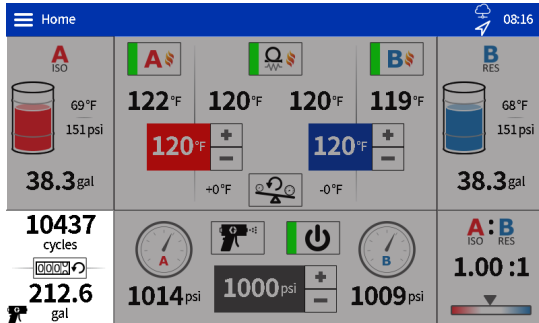 Home
08:16
A
ISO
69°F
151psi
38.3gal
A
Ω
B
122°F
120°F
120°F
119°F
120°F
+
−
120°F
+
−
+0°F
-0°F
B
RES
68°F
151psi
38.3gal
10437
cycles
000
212.6
gal
A
B
1014psi
1000psi
+
−
1009psi
A:B
ISO RES
1.00 :1